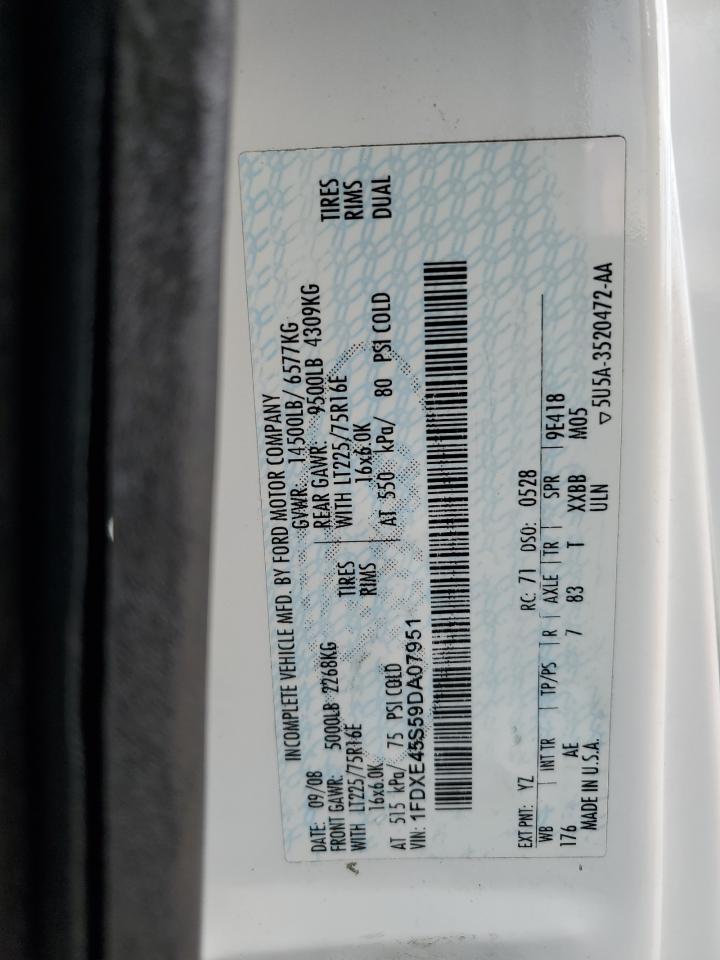 INCOMPLETE VEHICLE MFD. BY FORD MOTOR COMPANY
DATE: 09/08 GVWR: 14500LB/ 6577KG
FRONT GAWR: 5000LB 2268KG REAR GAWR: 9500LB 4309KG
WITH LT225/75R16E TIRES WITH LT225/75R16E TIRES
16x6.0K RIMS 16x6.0K RIMS
AT 515 kPa/ 75 PSI COLD AT 550 kPa/ 80 PSI COLD DUAL
VIN: 1FDXE45S59DA07951
EXT PNT: YZ RC: 71 DSO: 0528
WB INT TR TP/PS R AXLE TR SPR 9E418
176 AE 7 83 T XXBB M05
MADE IN U.S.A. ULN
▽5U5A-3520472-AA